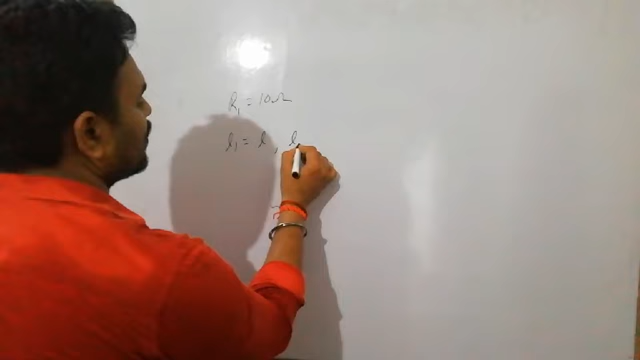 R₁ = 10Ω
l₁ = l, l